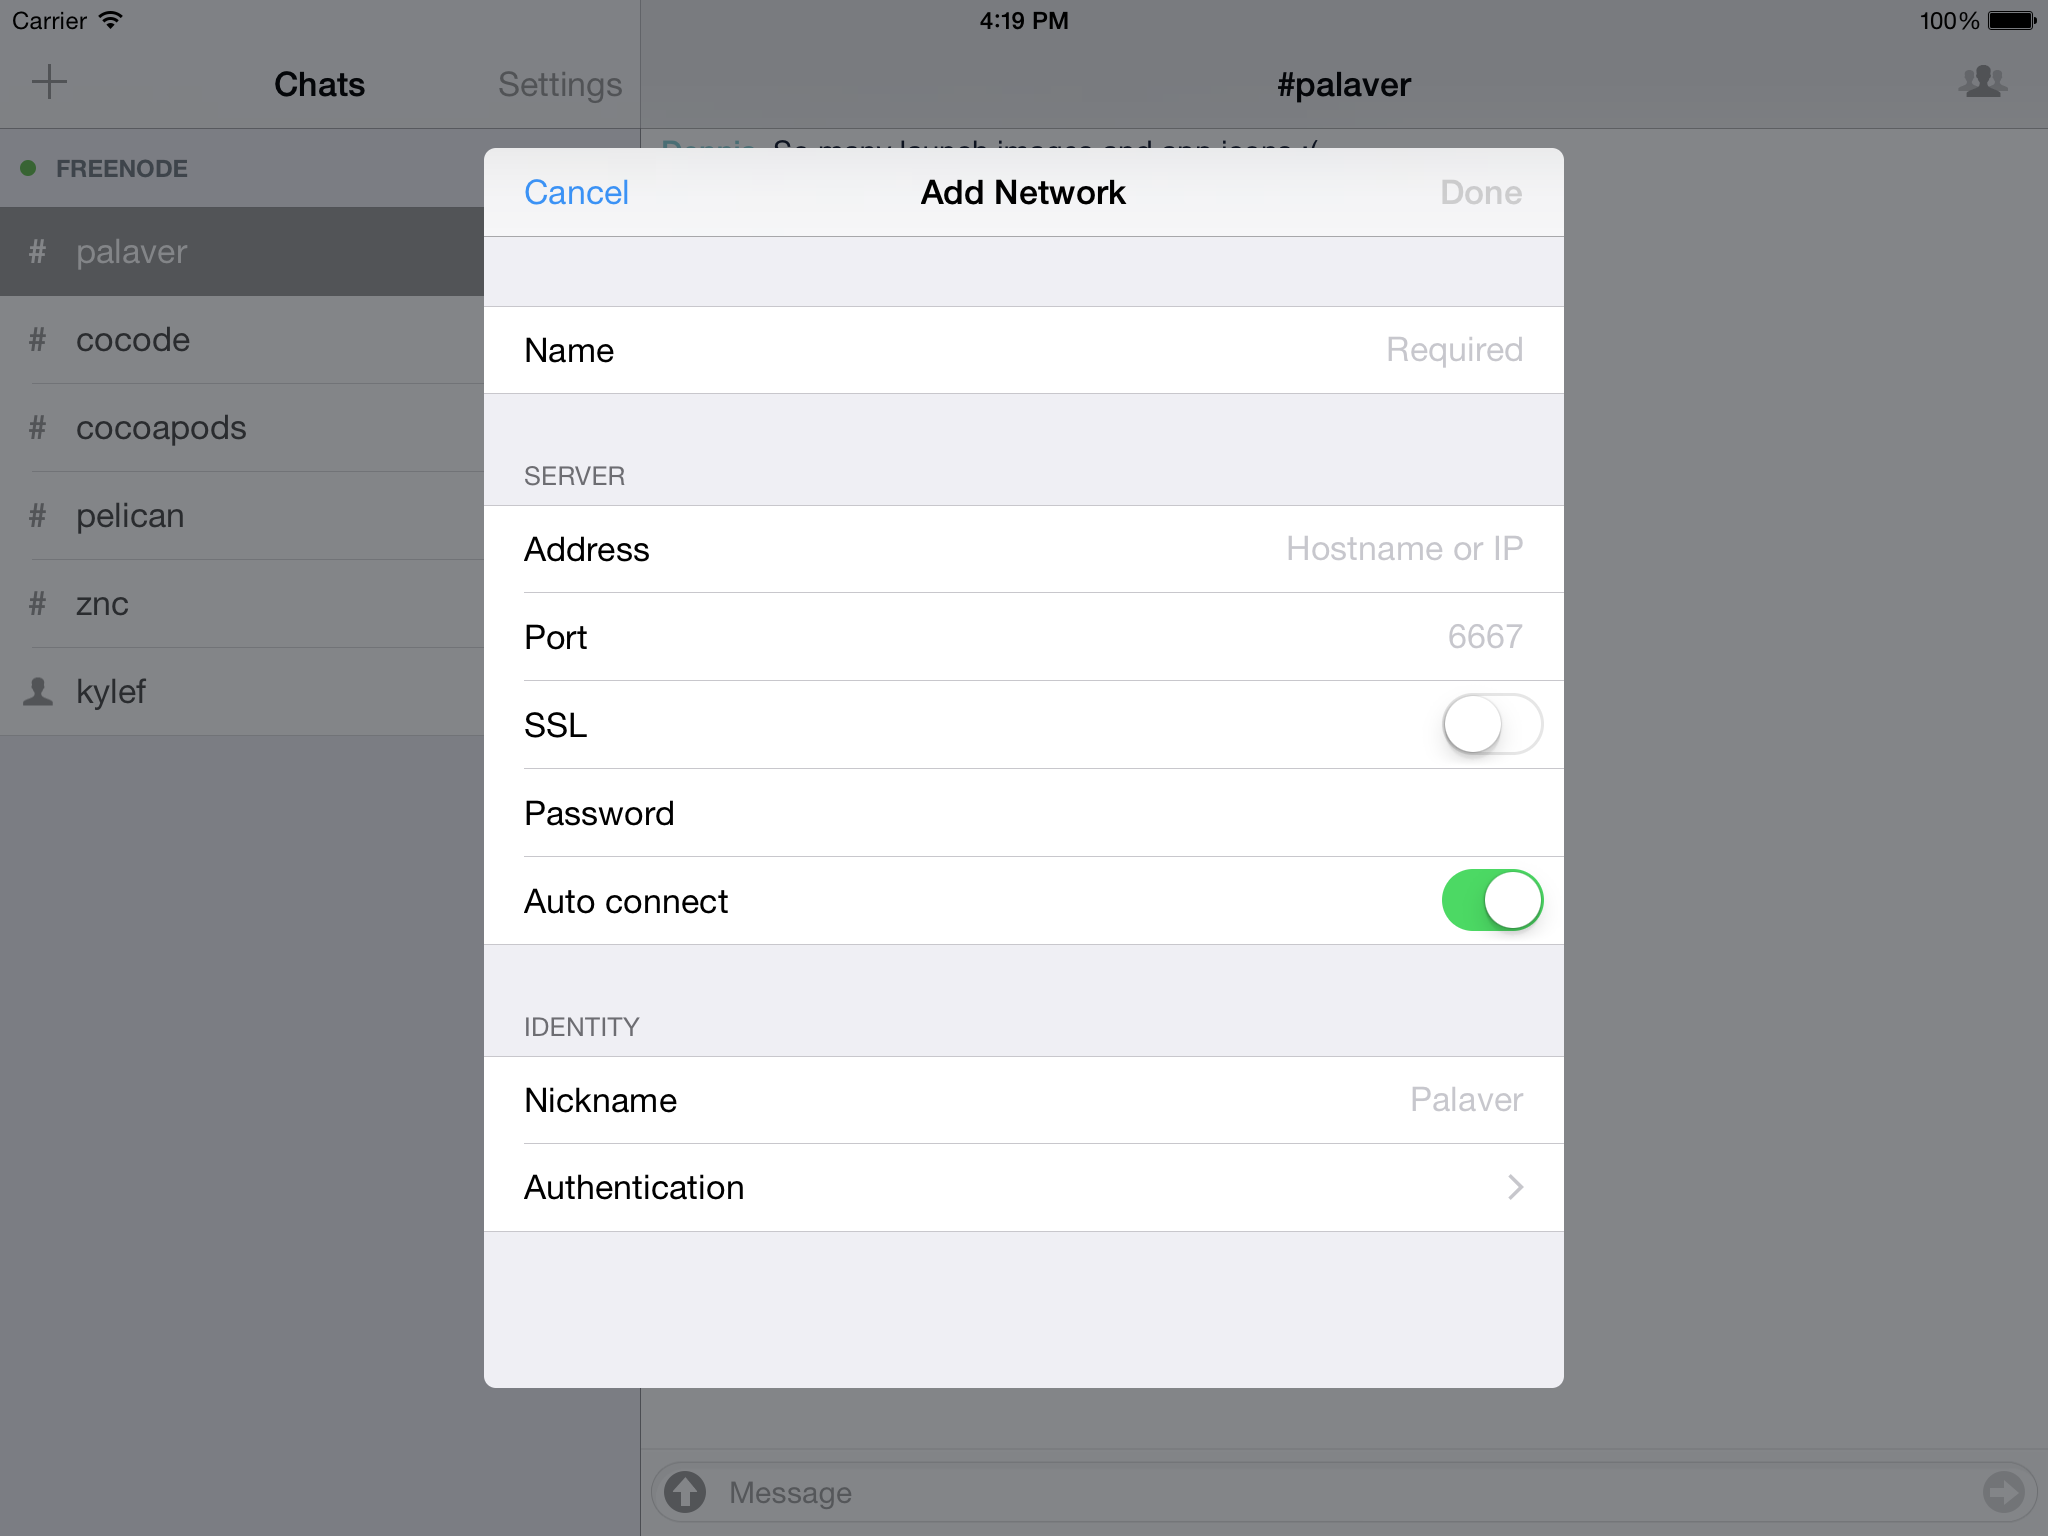 Carrier
4:19 PM
100%
Chats
Settings
#palaver
FREENODE
# palaver
# cocode
# cocoapods
# pelican
# znc
kylef
Dennis So many launch images and app icons :(
Cancel
Add Network
Done
Name
Required
SERVER
Address
Hostname or IP
Port
6667
SSL
Password
Auto connect
IDENTITY
Nickname
Palaver
Authentication
Message